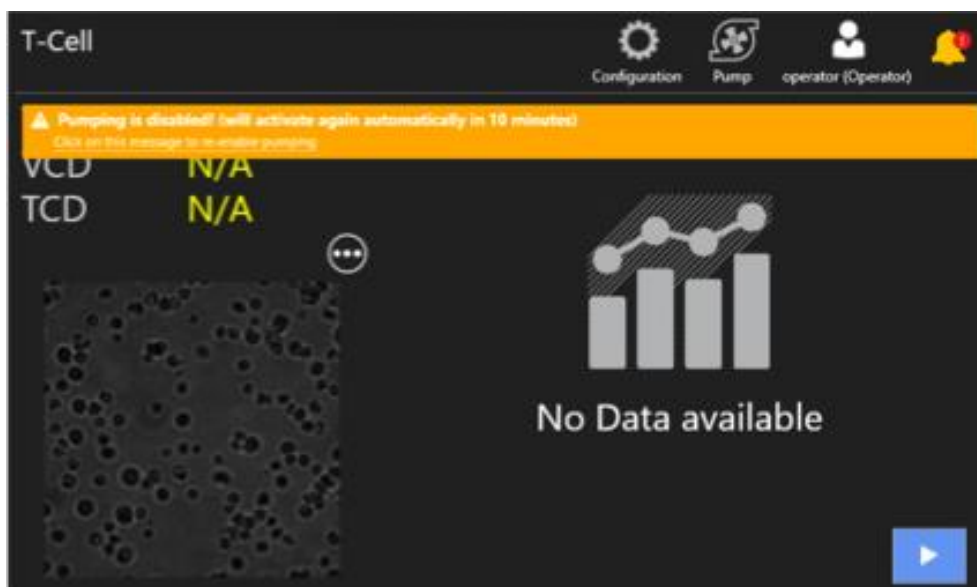 T-Cell
Configuration
Pump
operator (Operator)
Pumping is disabled! (will activate again automatically in 10 minutes)
Click on this message to re-enable pumping
VCD N/A
TCD N/A
No Data available